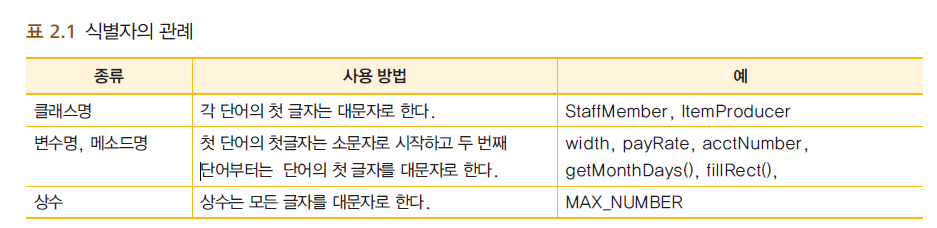 표 2.1 식별자의 관례
종류 사용 방법 예
클래스명 각 단어의 첫 글자는 대문자로 한다. StaffMember, ItemProducer
변수명, 메소드명 첫 단어의 첫글자는 소문자로 시작하고 두 번째 width, payRate, acctNumber,
단어부터는 단어의 첫 글자를 대문자로 한다. getMonthDays(), fillRect(),
상수 상수는 모든 글자를 대문자로 한다. MAX_NUMBER